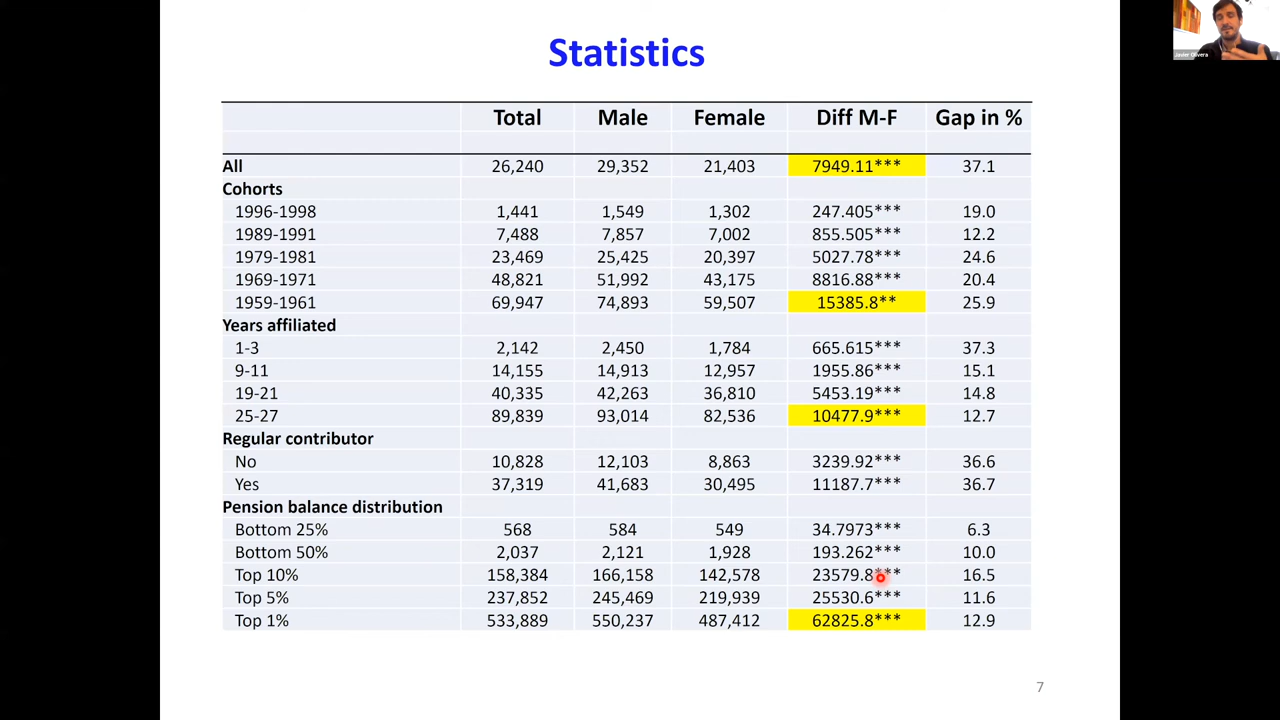 Statistics
Total Male Female Diff M-F Gap in %
All 26,240 29,352 21,403 7949.11*** 37.1
Cohorts
1996-1998 1,441 1,549 1,302 247.405*** 19.0
1989-1991 7,488 7,857 7,002 855.505*** 12.2
1979-1981 23,469 25,425 20,397 5027.78*** 24.6
1969-1971 48,821 51,992 43,175 8816.88*** 20.4
1959-1961 69,947 74,893 59,507 15385.8** 25.9
Years affiliated
1-3 2,142 2,450 1,784 665.615*** 37.3
9-11 14,155 14,913 12,957 1955.86*** 15.1
19-21 40,335 42,263 36,810 5453.19*** 14.8
25-27 89,839 93,014 82,536 10477.9*** 12.7
Regular contributor
No 10,828 12,103 8,863 3239.92*** 36.6
Yes 37,319 41,683 30,495 11187.7*** 36.7
Pension balance distribution
Bottom 25% 568 584 549 34.7973*** 6.3
Bottom 50% 2,037 2,121 1,928 193.262*** 10.0
Top 10% 158,384 166,158 142,578 23579.8*** 16.5
Top 5% 237,852 245,469 219,939 25530.6*** 11.6
Top 1% 533,889 550,237 487,412 62825.8*** 12.9
7
Javier Olivera